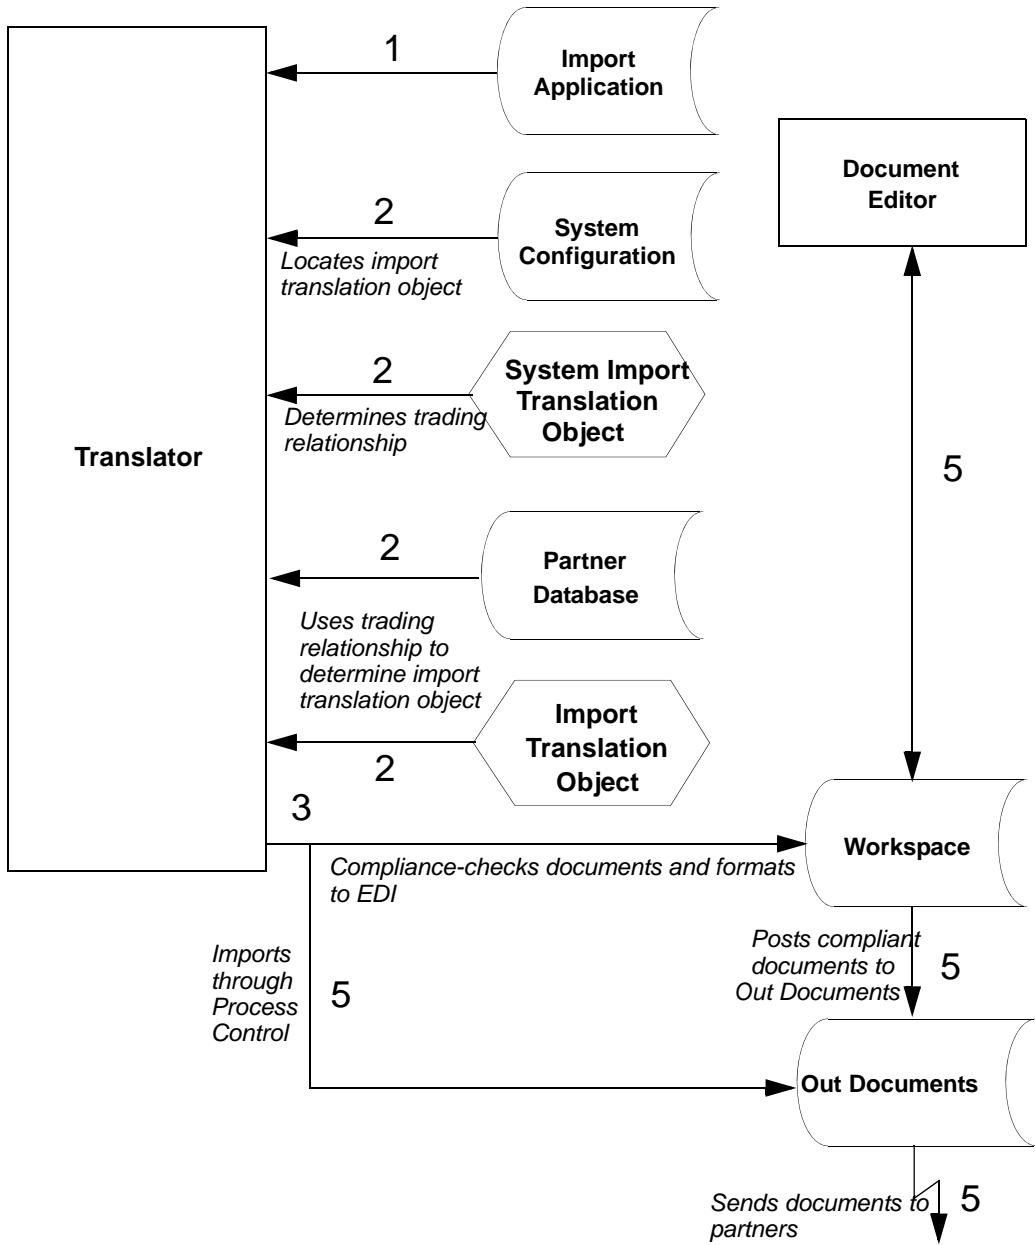 1
Import
Application
Document
Editor
2
System
Configuration
Locates import
translation object
2
System Import
Translation
Object
Determines trading
relationship
Translator
5
2
Partner
Database
Uses trading
relationship to
determine import
translation object
Import
Translation
Object
2
3
Workspace
Compliance-checks documents and formats
to EDI
Imports
through
Process
Control
5
Posts compliant
documents to
Out Documents
5
Out Documents
Sends documents to
partners
5